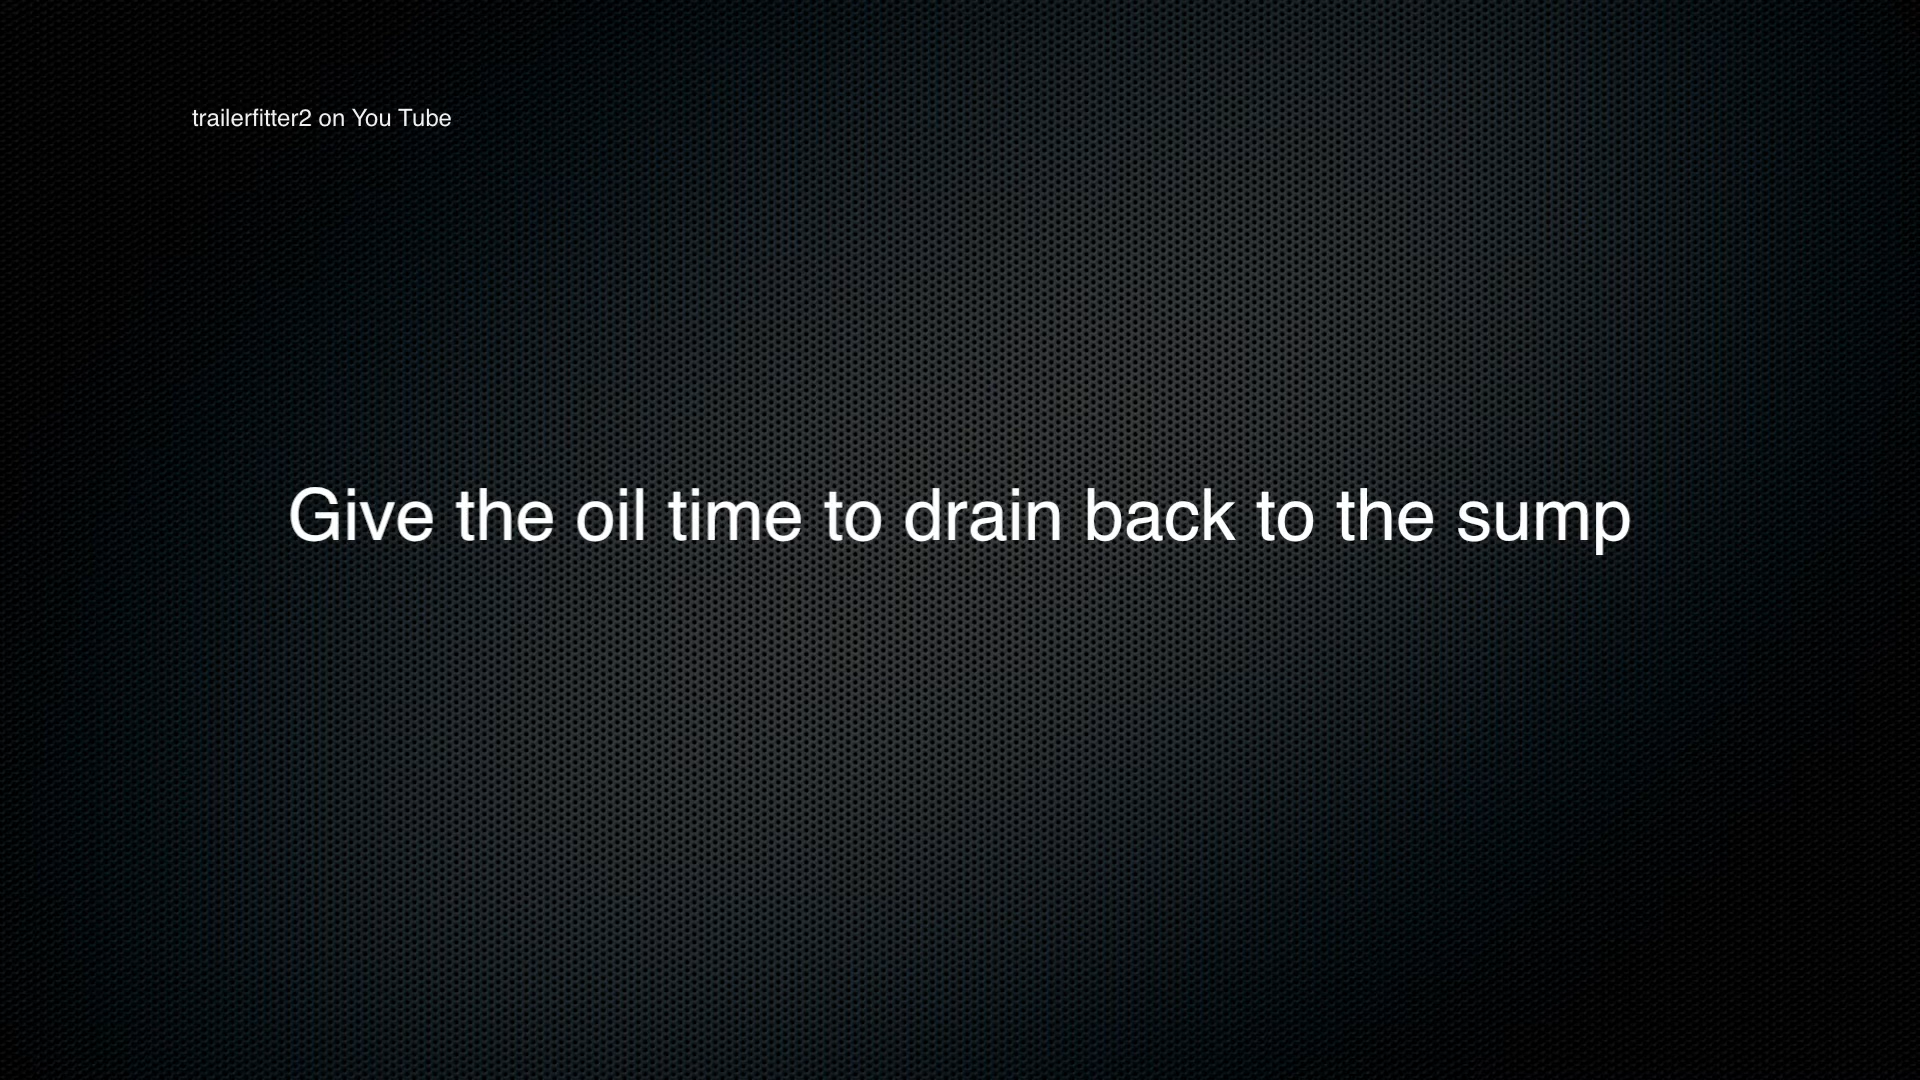 trailerfitter2 on You Tube
Give the oil time to drain back to the sump